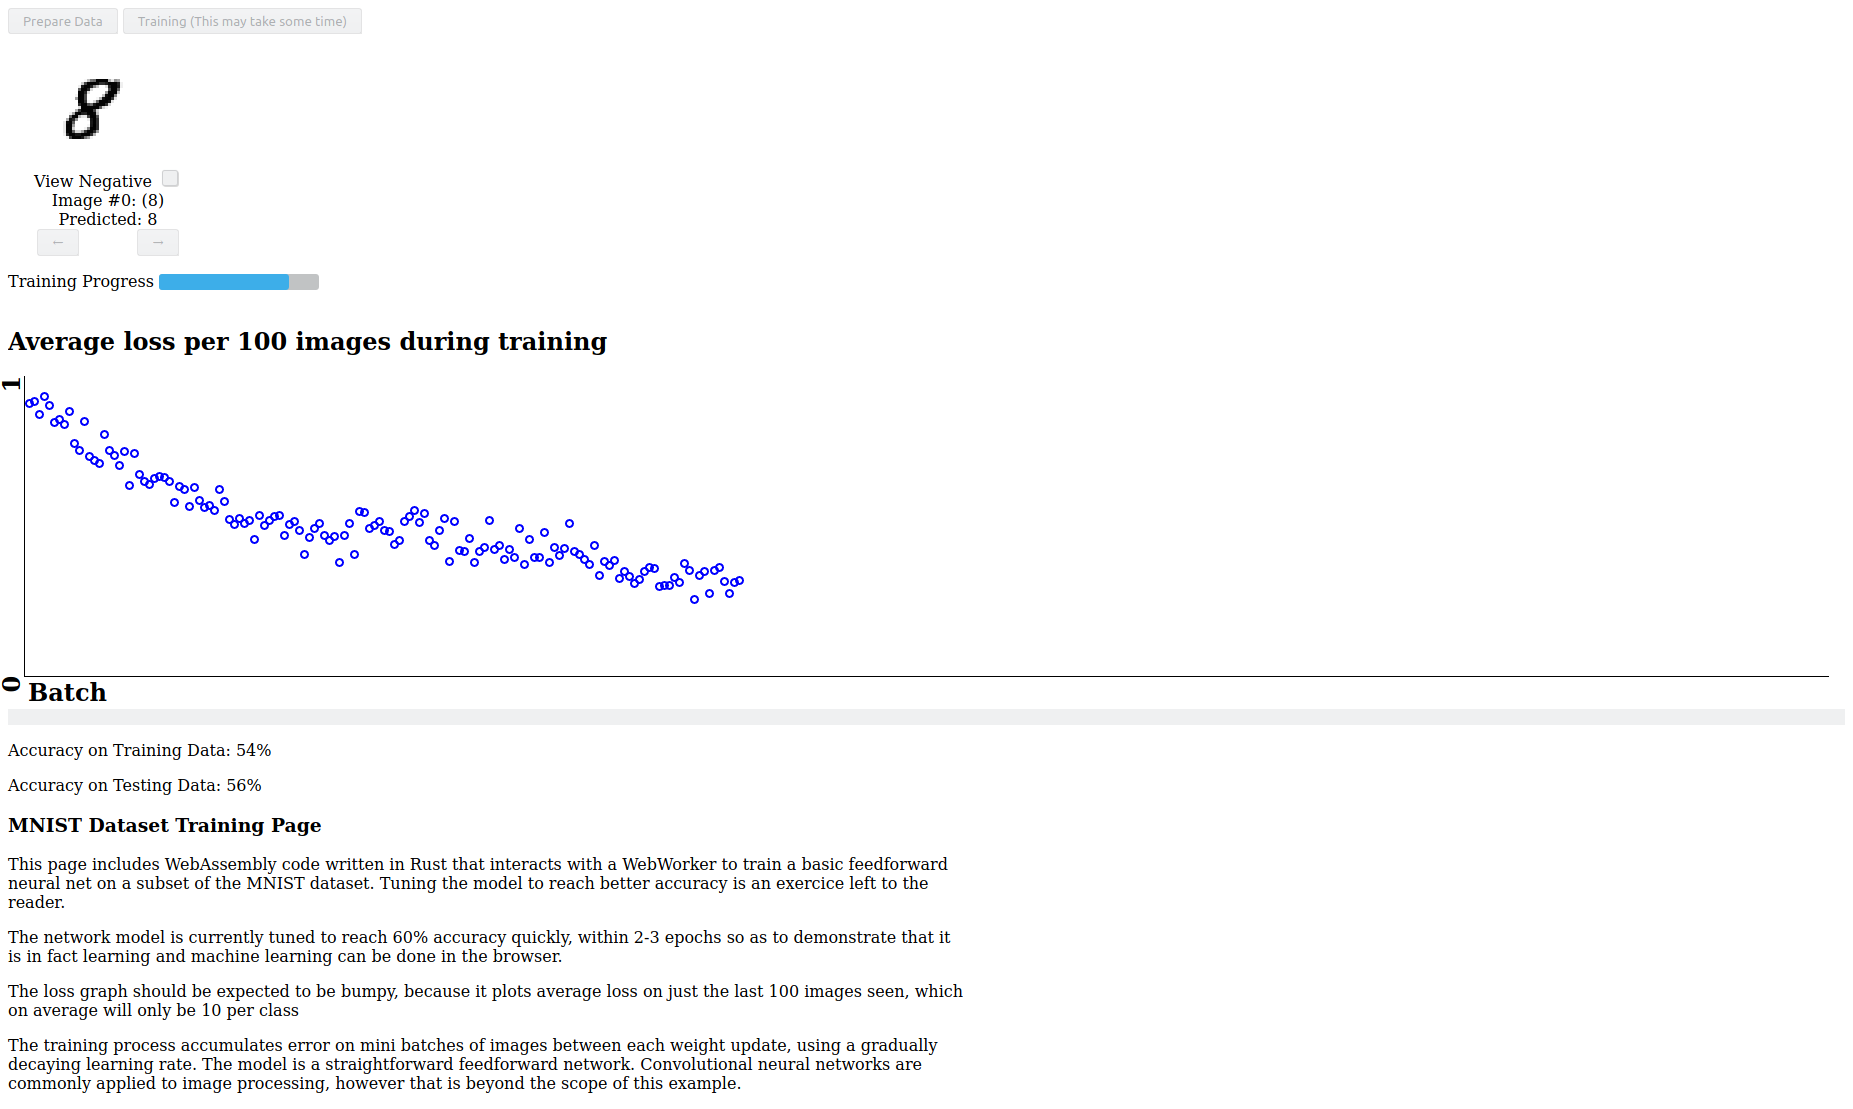 Prepare Data Training (This may take some time)
8
View Negative
Image #0: (8)
Predicted: 8
← →
Training Progress
Average loss per 100 images during training
1
0
Batch
Accuracy on Training Data: 54%
Accuracy on Testing Data: 56%
MNIST Dataset Training Page
This page includes WebAssembly code written in Rust that interacts with a WebWorker to train a basic feedforward
neural net on a subset of the MNIST dataset. Tuning the model to reach better accuracy is an exercice left to the
reader.
The network model is currently tuned to reach 60% accuracy quickly, within 2-3 epochs so as to demonstrate that it
is in fact learning and machine learning can be done in the browser.
The loss graph should be expected to be bumpy, because it plots average loss on just the last 100 images seen, which
on average will only be 10 per class
The training process accumulates error on mini batches of images between each weight update, using a gradually
decaying learning rate. The model is a straightforward feedforward network. Convolutional neural networks are
commonly applied to image processing, however that is beyond the scope of this example.